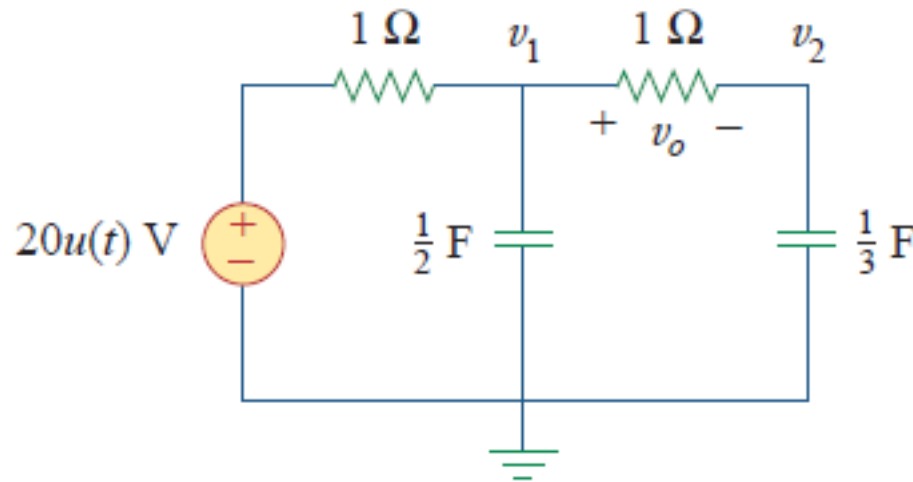 1 Ω v₁ 1 Ω v₂
+ vₒ −
20u(t) V + − ½ F ⅓ F